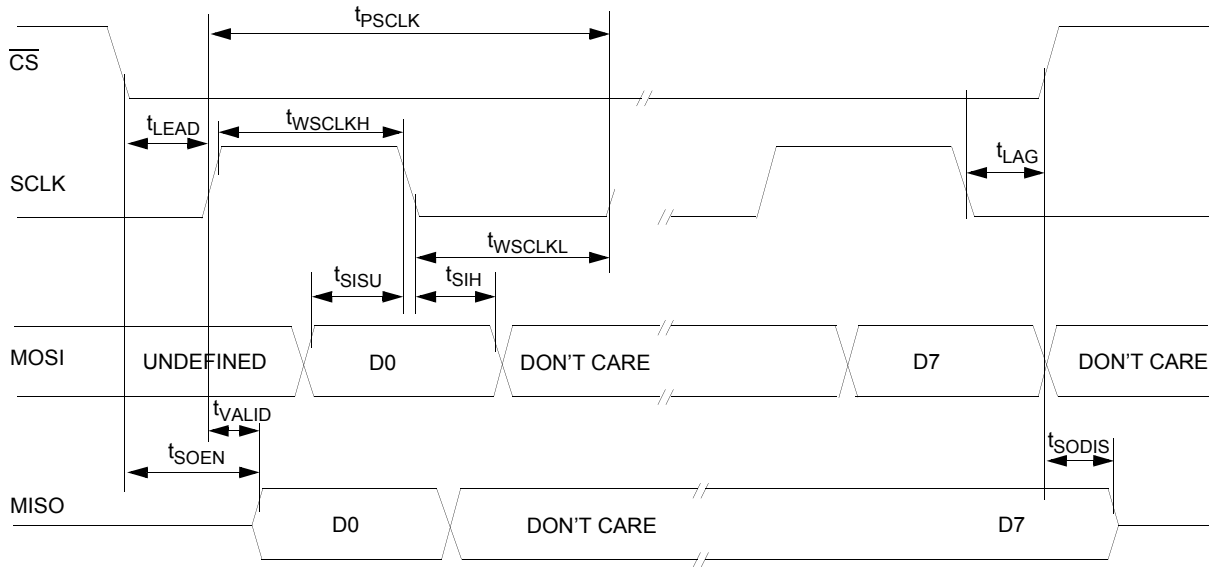 tPSCLK
CS
tLEAD
tWSCLKH
tLAG
SCLK
tWSCLKL
tSISU
tSIH
MOSI
UNDEFINED
D0
DON'T CARE
D7
DON'T CARE
tVALID
tSOEN
tSODIS
MISO
D0
DON'T CARE
D7